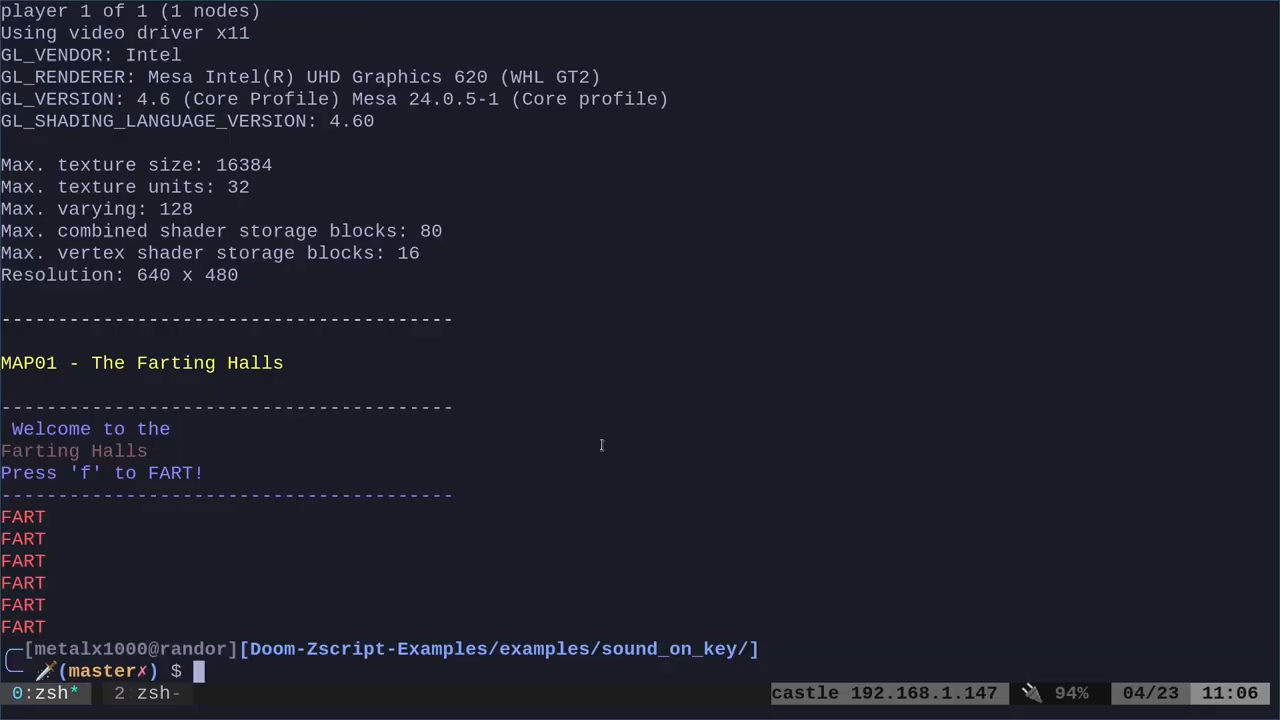 player 1 of 1 (1 nodes)
Using video driver x11
GL_VENDOR: Intel
GL_RENDERER: Mesa Intel(R) UHD Graphics 620 (WHL GT2)
GL_VERSION: 4.6 (Core Profile) Mesa 24.0.5-1 (Core profile)
GL_SHADING_LANGUAGE_VERSION: 4.60
Max. texture size: 16384
Max. texture units: 32
Max. varying: 128
Max. combined shader storage blocks: 80
Max. vertex shader storage blocks: 16
Resolution: 640 x 480
----------------------------------------
MAP01 - The Farting Halls
----------------------------------------
Welcome to the
Farting Halls
Press 'f' to FART!
----------------------------------------
FART
FART
FART
FART
FART
FART
[metalx1000@randor][Doom-Zscript-Examples/examples/sound_on_key/]
🗡️(master✗) $
0:zsh* 2 zsh- castle 192.168.1.147 🔌 94% 04/23 11:06